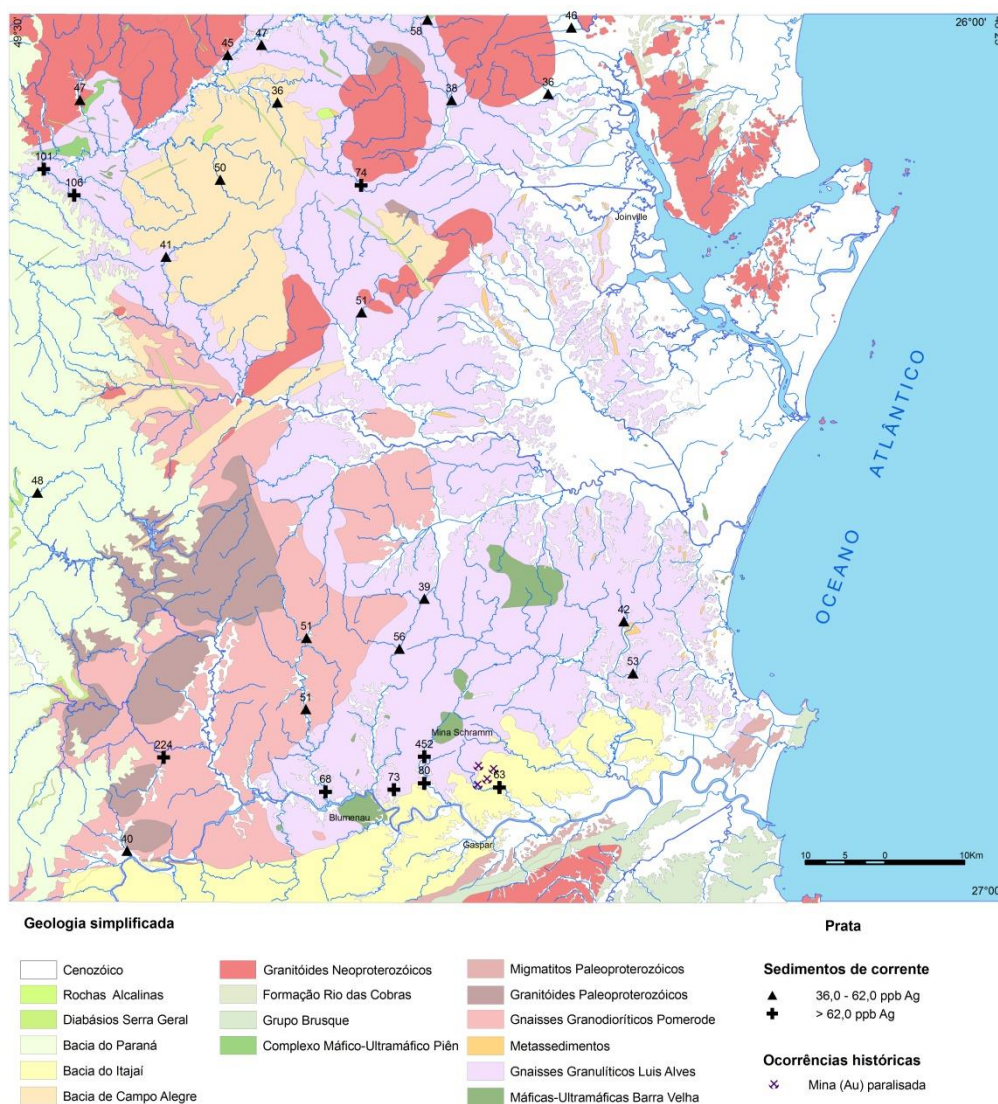 49°30'
26°00'
58
46
47
45
36
47
38
36
101
106
50
74
41
51
Joinville
OCEANO ATLÂNTICO
48
39
42
51
56
53
51
Mina Schramm
224
452
80
63
68
73
Blumenau
Gaspar
40
10 5 0 10Km
27°00'
Geologia simplificada
Cenozóico
Rochas Alcalinas
Diabásios Serra Geral
Bacia do Paraná
Bacia do Itajaí
Bacia de Campo Alegre
Granitóides Neoproterozóicos
Formação Rio das Cobras
Grupo Brusque
Complexo Máfico-Ultramáfico Piên
Migmatitos Paleoproterozóicos
Granitóides Paleoproterozóicos
Gnaisses Granodioríticos Pomerode
Metassedimentos
Gnaisses Granulíticos Luis Alves
Máficas-Ultramáficas Barra Velha
Prata
Sedimentos de corrente
36,0 - 62,0 ppb Ag
> 62,0 ppb Ag
Ocorrências históricas
Mina (Au) paralisada